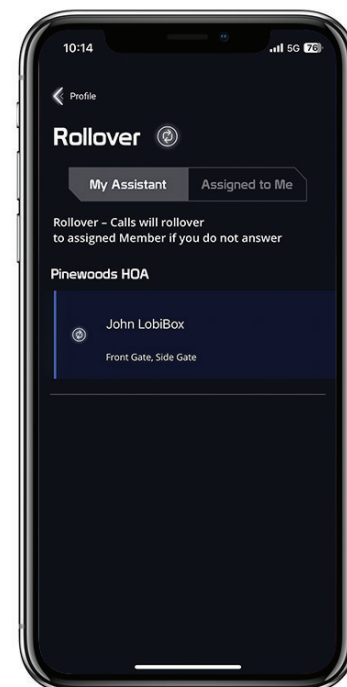 10:14
5G 76
Profile
Rollover
My Assistant Assigned to Me
Rollover – Calls will rollover
to assigned Member if you do not answer
Pinewoods HOA
John LobiBox
Front Gate, Side Gate